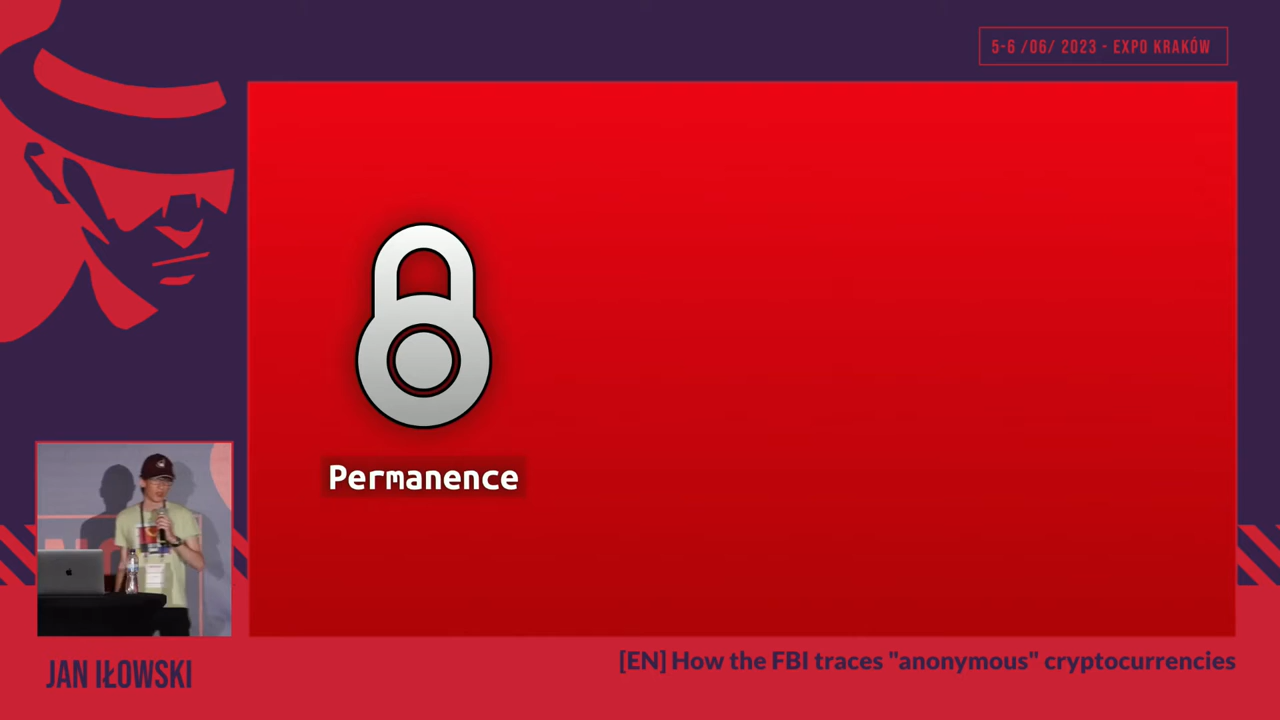 5-6 /06/ 2023 - EXPO KRAKÓW
Permanence
JAN IŁOWSKI
[EN] How the FBI traces "anonymous" cryptocurrencies